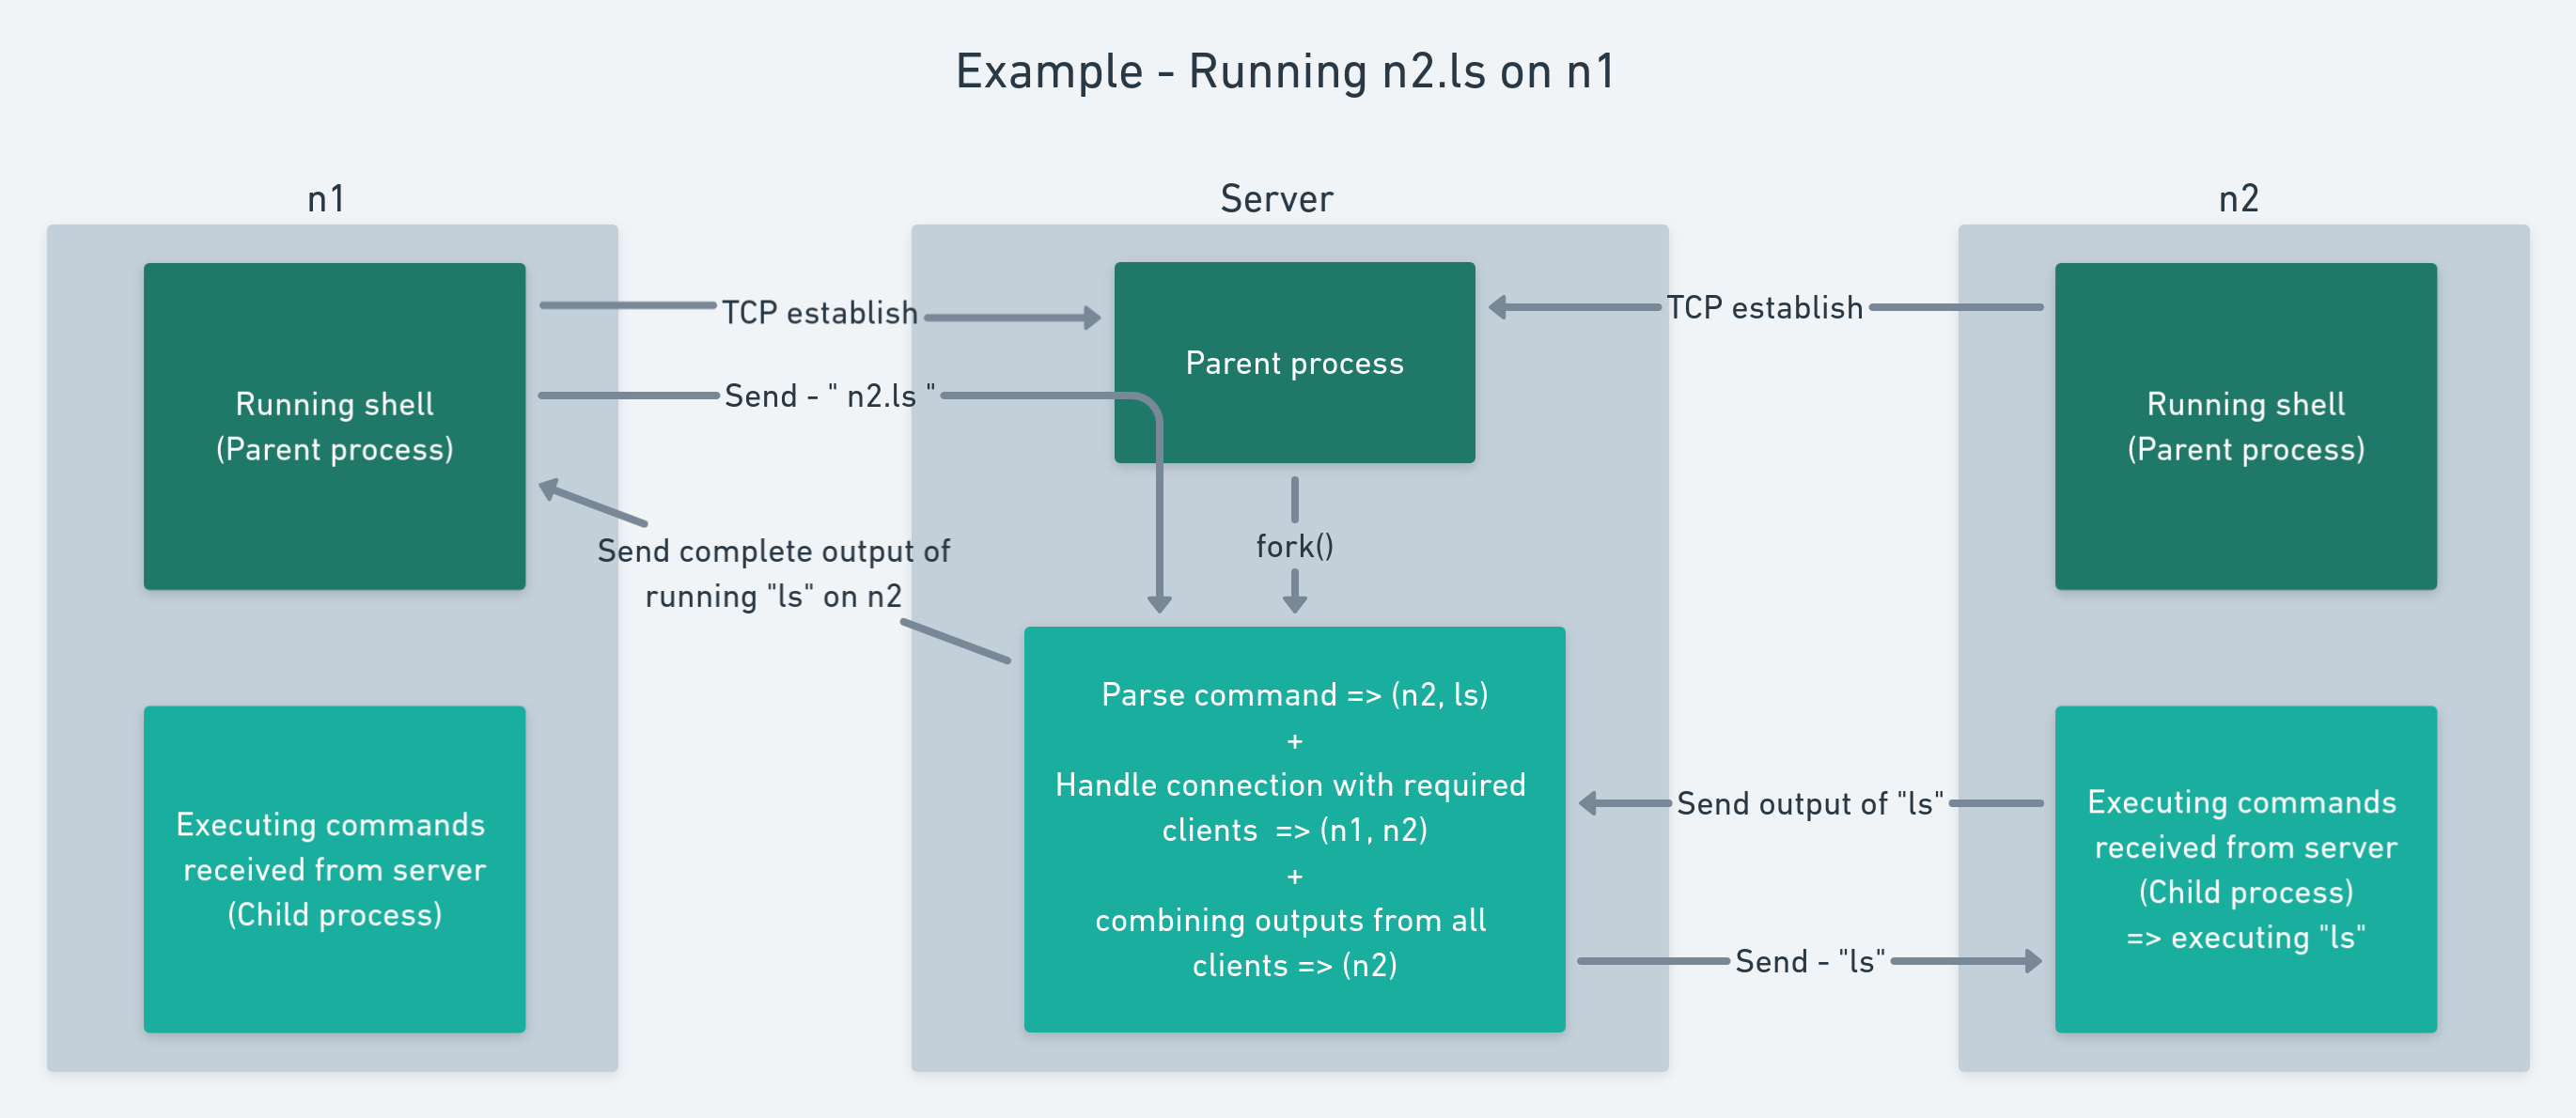 Example - Running n2.ls on n1
n1
Server
n2
Running shell
(Parent process)
Executing commands
received from server
(Child process)
TCP establish
Send - " n2.ls "
Send complete output of
running "ls" on n2
Parent process
fork()
Parse command => (n2, ls)
+
Handle connection with required
clients => (n1, n2)
+
combining outputs from all
clients => (n2)
TCP establish
Send output of "ls"
Send - "ls"
Running shell
(Parent process)
Executing commands
received from server
(Child process)
=> executing "ls"